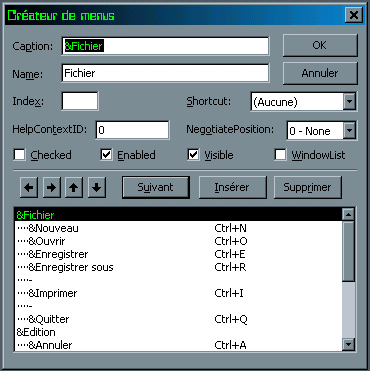 Créateur de menus
Caption: &Fichier OK
Name: Fichier Annuler
Index: Shortcut: (Aucune)
HelpContextID: 0 NegotiatePosition: 0 - None
Checked Enabled Visible WindowList
Suivant Insérer Supprimer
&Fichier
····&Nouveau Ctrl+N
····&Ouvrir Ctrl+O
····&Enregistrer Ctrl+E
····&Enregistrer sous Ctrl+R
····-
····&Imprimer Ctrl+I
····-
····&Quitter Ctrl+Q
&Edition
····&Annuler Ctrl+A